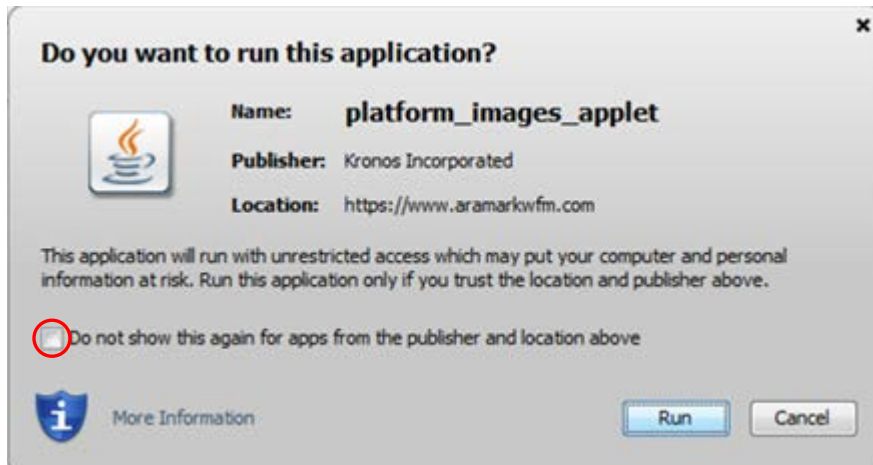 Do you want to run this application?
Name: platform_images_applet
Publisher: Kronos Incorporated
Location: https://www.aramarkwfm.com
This application will run with unrestricted access which may put your computer and personal
information at risk. Run this application only if you trust the location and publisher above.
Do not show this again for apps from the publisher and location above
More Information Run Cancel